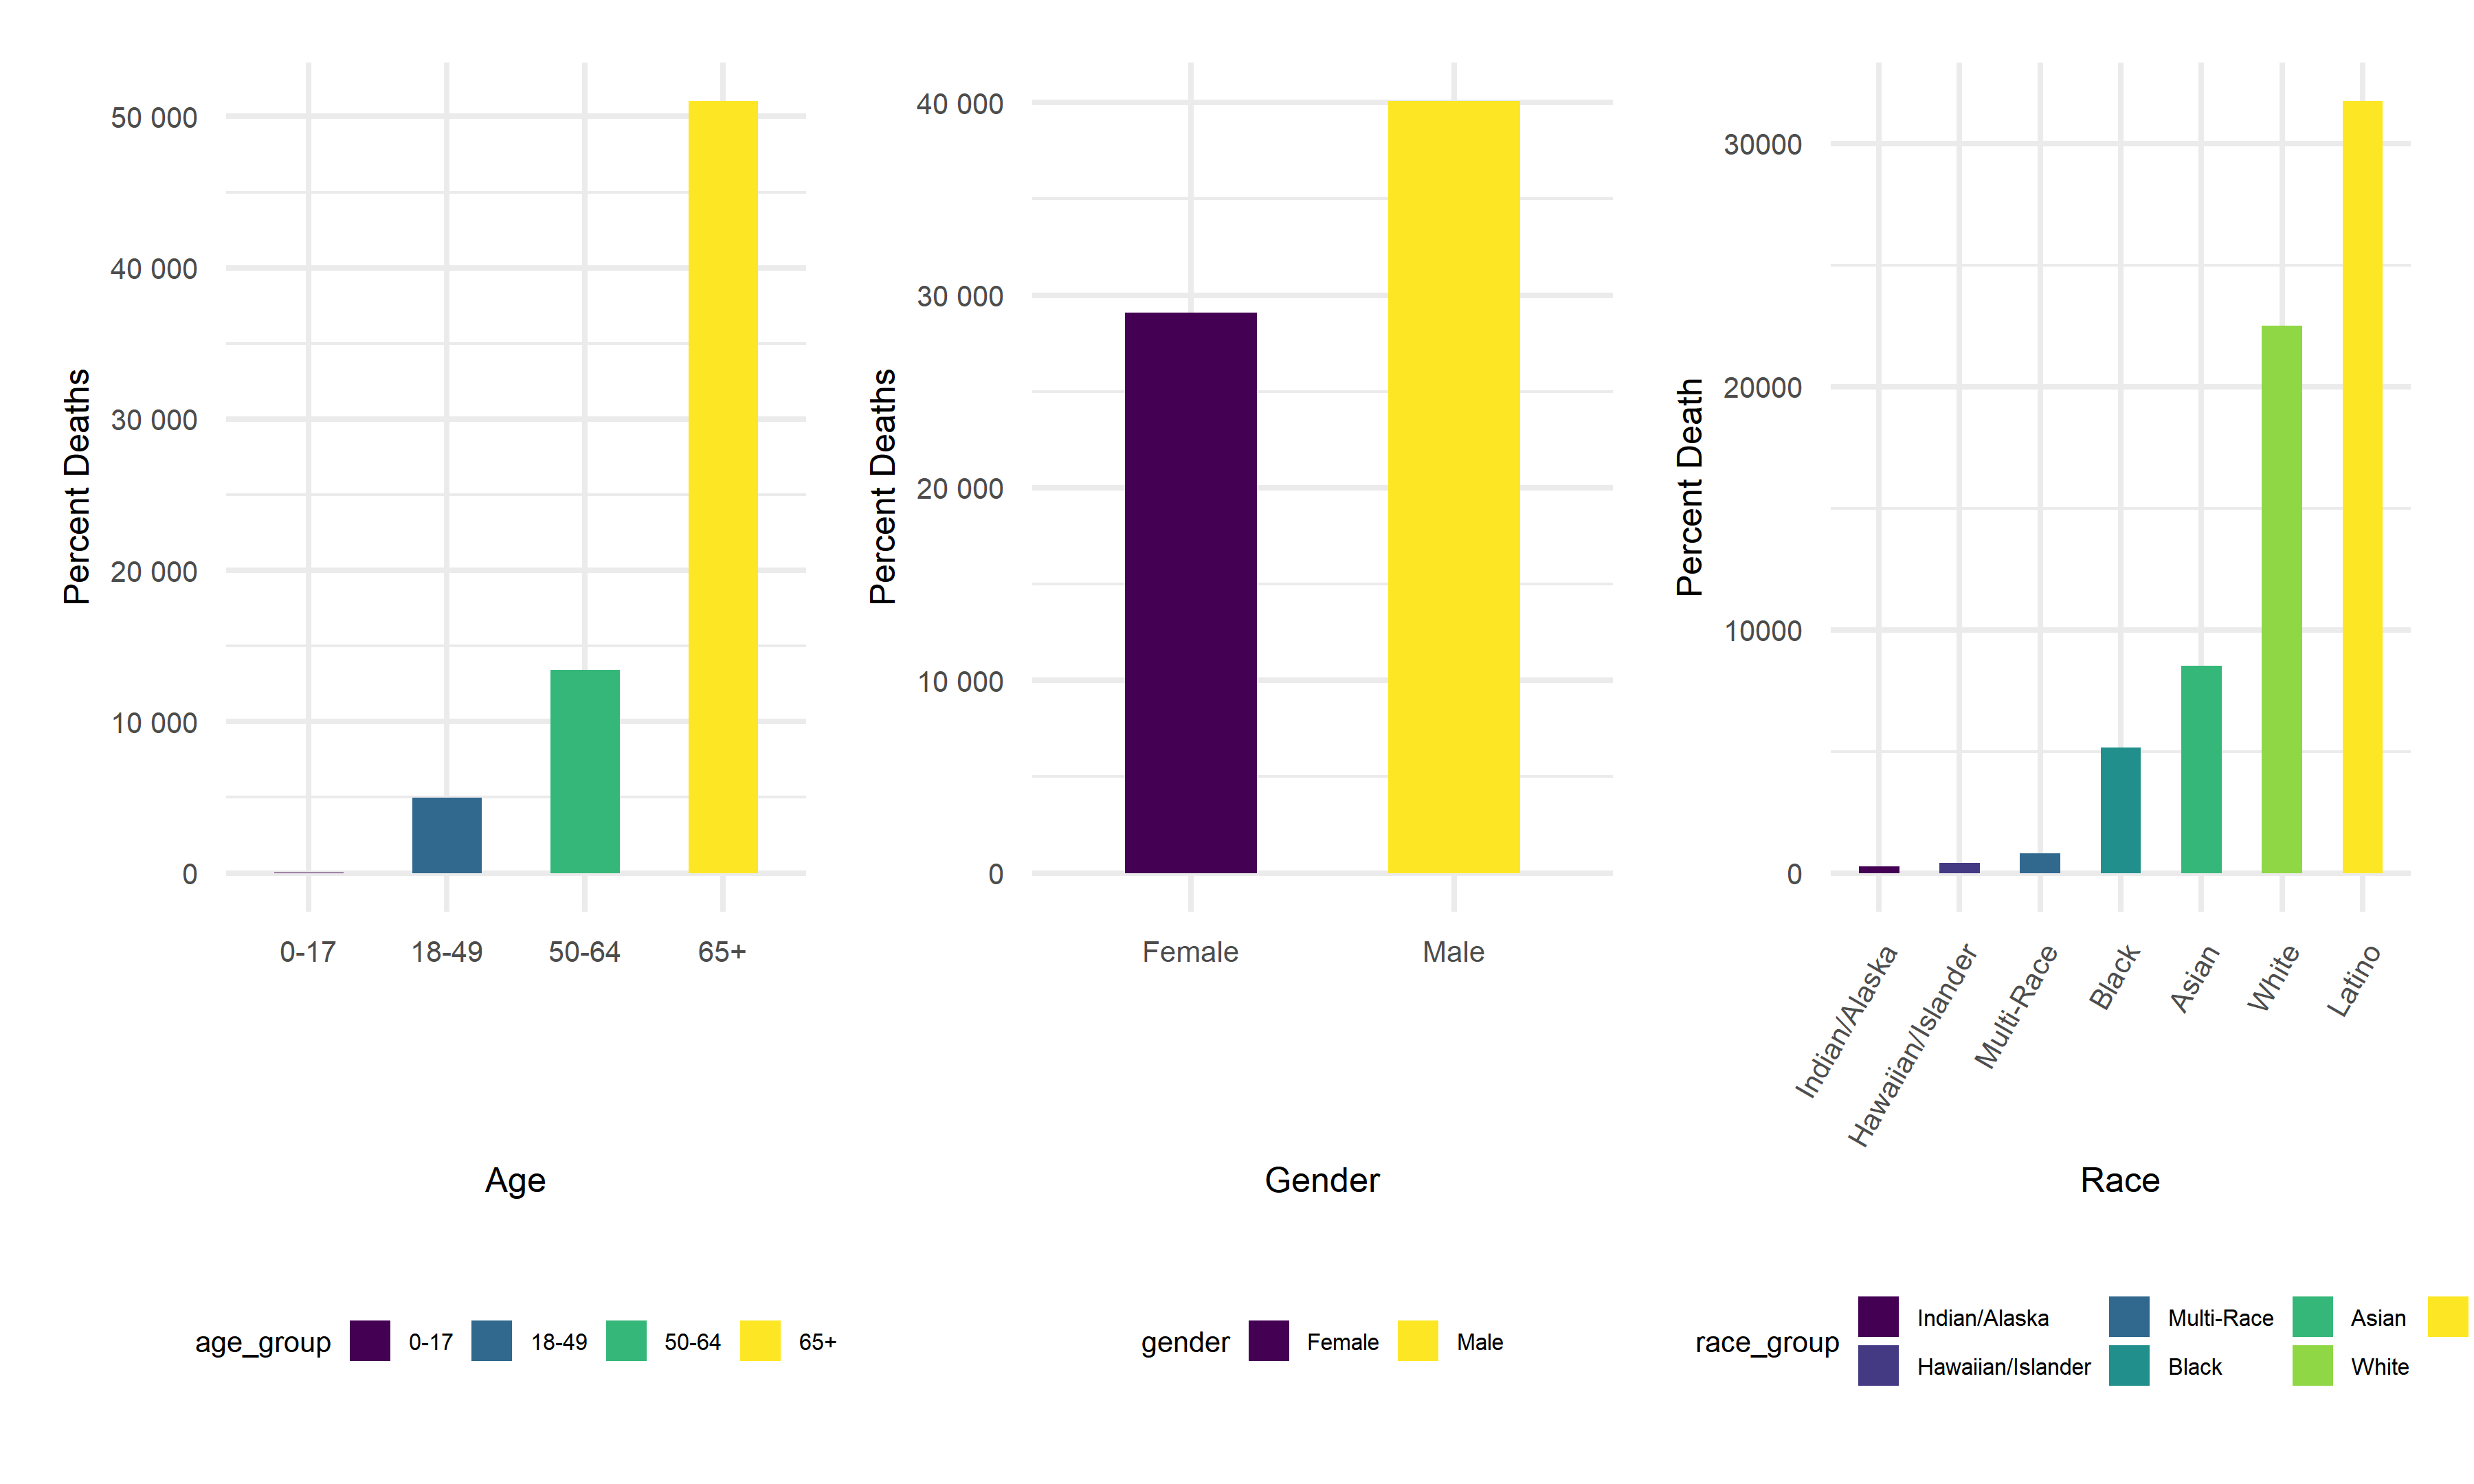 Percent Deaths
50 000
40 000
30 000
20 000
10 000
0
0-17
18-49
50-64
65+
Age
age_group
0-17
18-49
50-64
65+
Percent Deaths
40 000
30 000
20 000
10 000
0
Female
Male
Gender
gender
Female
Male
Percent Death
30000
20000
10000
0
Indian/Alaska
Hawaiian/Islander
Multi-Race
Black
Asian
White
Latino
Race
race_group
Indian/Alaska
Hawaiian/Islander
Multi-Race
Black
Asian
White